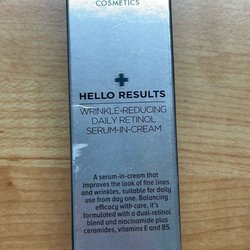 COSMETICS
HELLO RESULTS
WRINKLE-REDUCING
DAILY RETINOL
SERUM-IN-CREAM
A serum-in-cream that
improves the look of fine lines
and wrinkles, suitable for daily
use from day one. Balancing
efficacy with care, it's
formulated with a dual-retinol
blend and niacinamide plus
ceramides, vitamins E and B5.